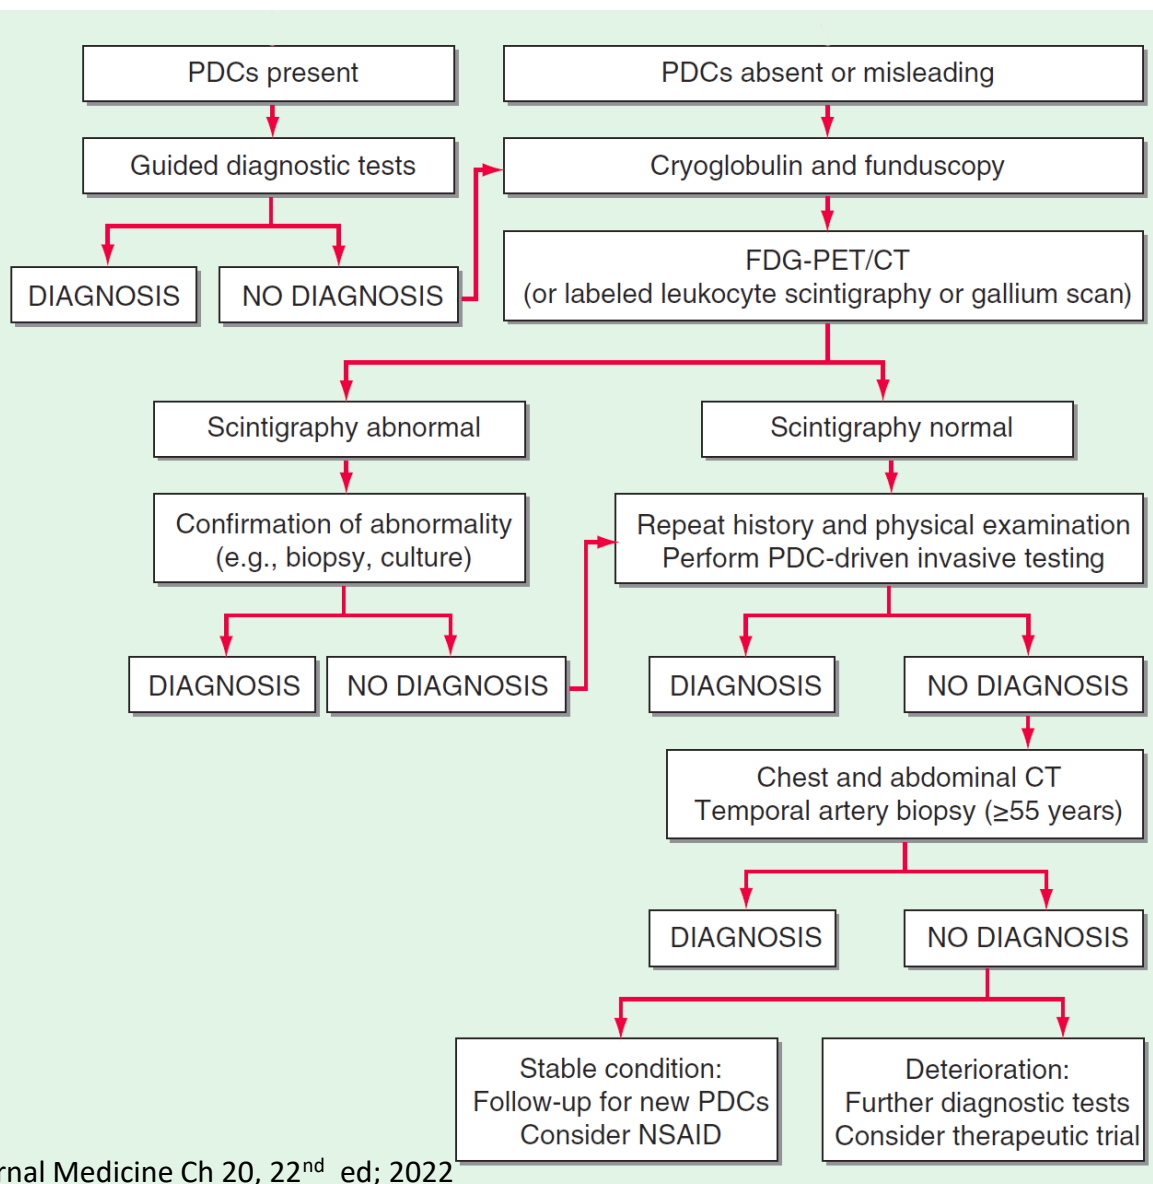 PDCs present
PDCs absent or misleading
Guided diagnostic tests
Cryoglobulin and funduscopy
DIAGNOSIS
NO DIAGNOSIS
FDG-PET/CT
(or labeled leukocyte scintigraphy or gallium scan)
Scintigraphy abnormal
Scintigraphy normal
Confirmation of abnormality
(e.g., biopsy, culture)
Repeat history and physical examination
Perform PDC-driven invasive testing
DIAGNOSIS
NO DIAGNOSIS
DIAGNOSIS
NO DIAGNOSIS
Chest and abdominal CT
Temporal artery biopsy (≥55 years)
DIAGNOSIS
NO DIAGNOSIS
Stable condition:
Follow-up for new PDCs
Consider NSAID
Deterioration:
Further diagnostic tests
Consider therapeutic trial
rnal Medicine Ch 20, 22nd ed; 2022